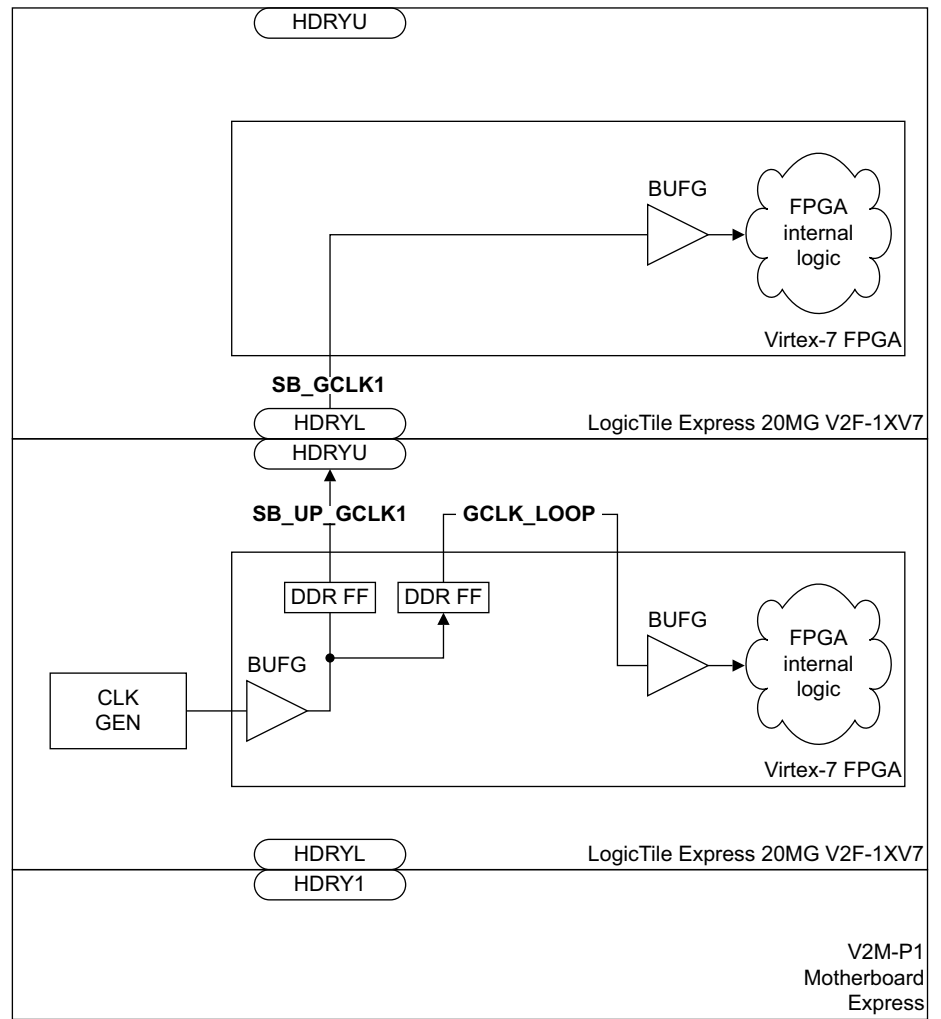 HDRYU
BUFG
FPGA
internal
logic
Virtex-7 FPGA
SB_GCLK1
HDRYL
LogicTile Express 20MG V2F-1XV7
HDRYU
SB_UP_GCLK1
GCLK_LOOP
DDR FF
DDR FF
BUFG
FPGA
internal
logic
BUFG
CLK
GEN
Virtex-7 FPGA
HDRYL
LogicTile Express 20MG V2F-1XV7
HDRY1
V2M-P1
Motherboard
Express